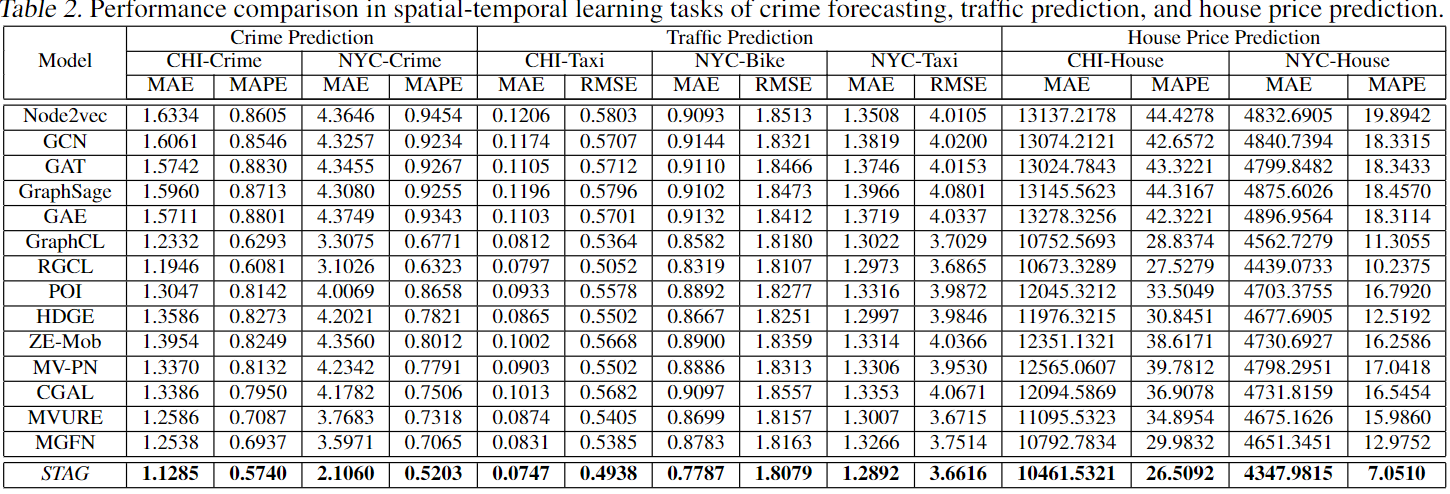 Table 2. Performance comparison in spatial-temporal learning tasks of crime forecasting, traffic prediction, and house price prediction.
Model Crime Prediction Traffic Prediction House Price Prediction
CHI-Crime NYC-Crime CHI-Taxi NYC-Bike NYC-Taxi CHI-House NYC-House
MAE MAPE MAE MAPE MAE RMSE MAE RMSE MAE RMSE MAE MAPE MAE MAPE
Node2vec 1.6334 0.8605 4.3646 0.9454 0.1206 0.5803 0.9093 1.8513 1.3508 4.0105 13137.2178 44.4278 4832.6905 19.8942
GCN 1.6061 0.8546 4.3257 0.9234 0.1174 0.5707 0.9144 1.8321 1.3819 4.0200 13074.2121 42.6572 4840.7394 18.3315
GAT 1.5742 0.8830 4.3455 0.9267 0.1105 0.5712 0.9110 1.8466 1.3746 4.0153 13024.7843 43.3221 4799.8482 18.3433
GraphSage 1.5960 0.8713 4.3080 0.9255 0.1196 0.5796 0.9102 1.8473 1.3966 4.0801 13145.5623 44.3167 4875.6026 18.4570
GAE 1.5711 0.8801 4.3749 0.9343 0.1103 0.5701 0.9132 1.8412 1.3719 4.0337 13278.3256 42.3221 4896.9564 18.3114
GraphCL 1.2332 0.6293 3.3075 0.6771 0.0812 0.5364 0.8582 1.8180 1.3022 3.7029 10752.5693 28.8374 4562.7279 11.3055
RGCL 1.1946 0.6081 3.1026 0.6323 0.0797 0.5052 0.8319 1.8107 1.2973 3.6865 10673.3289 27.5279 4439.0733 10.2375
POI 1.3047 0.8142 4.0069 0.8658 0.0933 0.5578 0.8892 1.8277 1.3316 3.9872 12045.3212 33.5049 4703.3755 16.7920
HDGE 1.3586 0.8273 4.2021 0.7821 0.0865 0.5502 0.8667 1.8251 1.2997 3.9846 11976.3215 30.8451 4677.6905 12.5192
ZE-Mob 1.3954 0.8249 4.3560 0.8012 0.1002 0.5668 0.8900 1.8359 1.3314 4.0366 12351.1321 38.6171 4730.6927 16.2586
MV-PN 1.3370 0.8132 4.2342 0.7791 0.0903 0.5502 0.8886 1.8313 1.3306 3.9530 12565.0607 39.7812 4798.2951 17.0418
CGAL 1.3386 0.7950 4.1782 0.7506 0.1013 0.5682 0.9097 1.8557 1.3353 4.0671 12094.5869 36.9078 4731.8159 16.5454
MVURE 1.2586 0.7087 3.7683 0.7318 0.0874 0.5405 0.8699 1.8157 1.3007 3.6715 11095.5323 34.8954 4675.1626 15.9860
MGFN 1.2538 0.6937 3.5971 0.7065 0.0831 0.5385 0.8783 1.8163 1.3266 3.7514 10792.7834 29.9832 4651.3451 12.9752
STAG 1.1285 0.5740 2.1060 0.5203 0.0747 0.4938 0.7787 1.8079 1.2892 3.6616 10461.5321 26.5092 4347.9815 7.0510